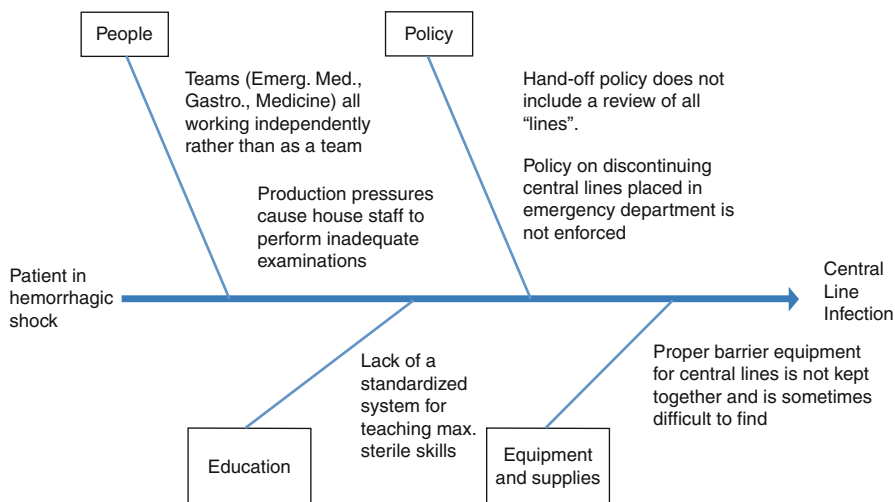 People
Policy
Teams (Emerg. Med.,
Gastro., Medicine) all
working independently
rather than as a team
Hand-off policy does not
include a review of all
“lines”.
Production pressures
cause house staff to
perform inadequate
examinations
Policy on discontinuing
central lines placed in
emergency department is
not enforced
Patient in
hemorrhagic
shock
Central
Line
Infection
Lack of a
standardized
system for
teaching max.
sterile skills
Proper barrier equipment
for central lines is not kept
together and is sometimes
difficult to find
Education
Equipment
and supplies